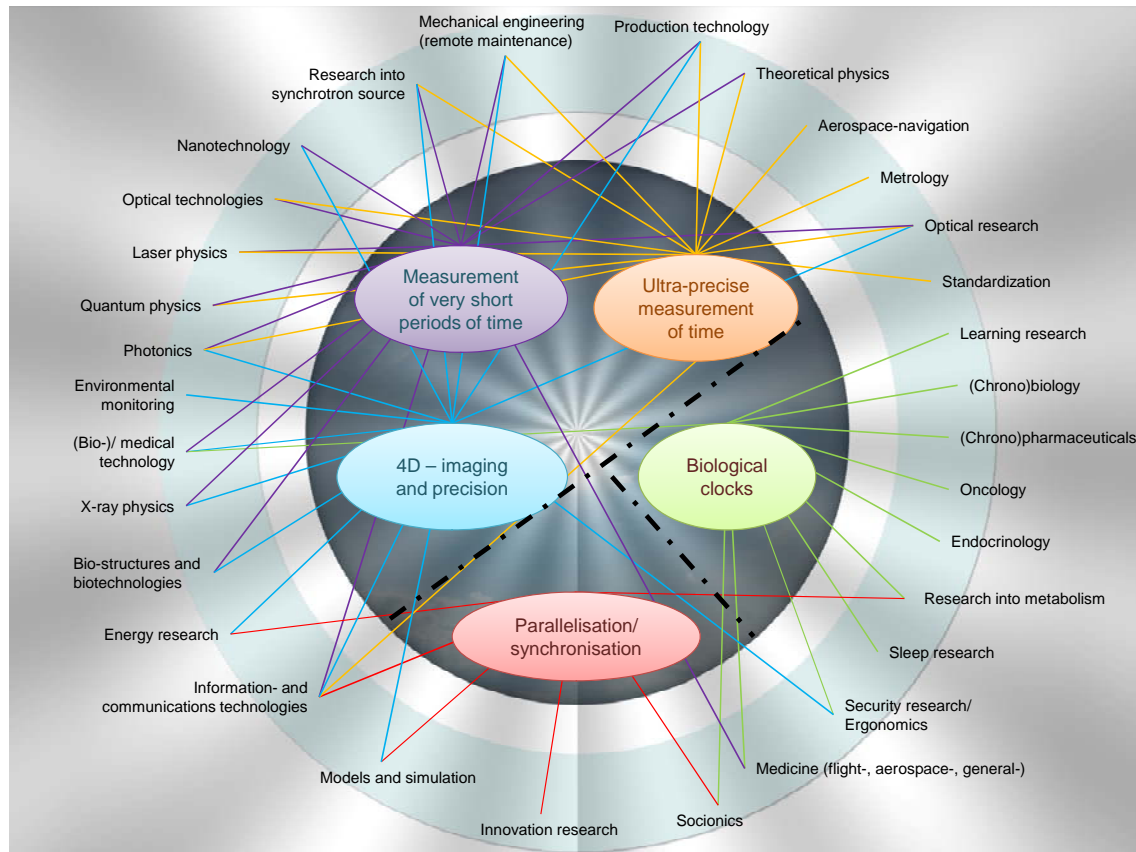 Mechanical engineering
(remote maintenance)
Production technology
Research into
synchrotron source
Theoretical physics
Nanotechnology
Aerospace-navigation
Optical technologies
Metrology
Laser physics
Optical research
Quantum physics
Standardization
Photonics
Learning research
Environmental
monitoring
(Chrono)biology
(Bio-)/ medical
technology
(Chrono)pharmaceuticals
X-ray physics
Oncology
Bio-structures and
biotechnologies
Endocrinology
Energy research
Research into metabolism
Information- and
communications technologies
Sleep research
Models and simulation
Security research/
Ergonomics
Innovation research
Medicine (flight-, aerospace-, general-)
Socionics
Measurement
of very short
periods of time
Ultra-precise
measurement
of time
4D – imaging
and precision
Biological
clocks
Parallelisation/
synchronisation